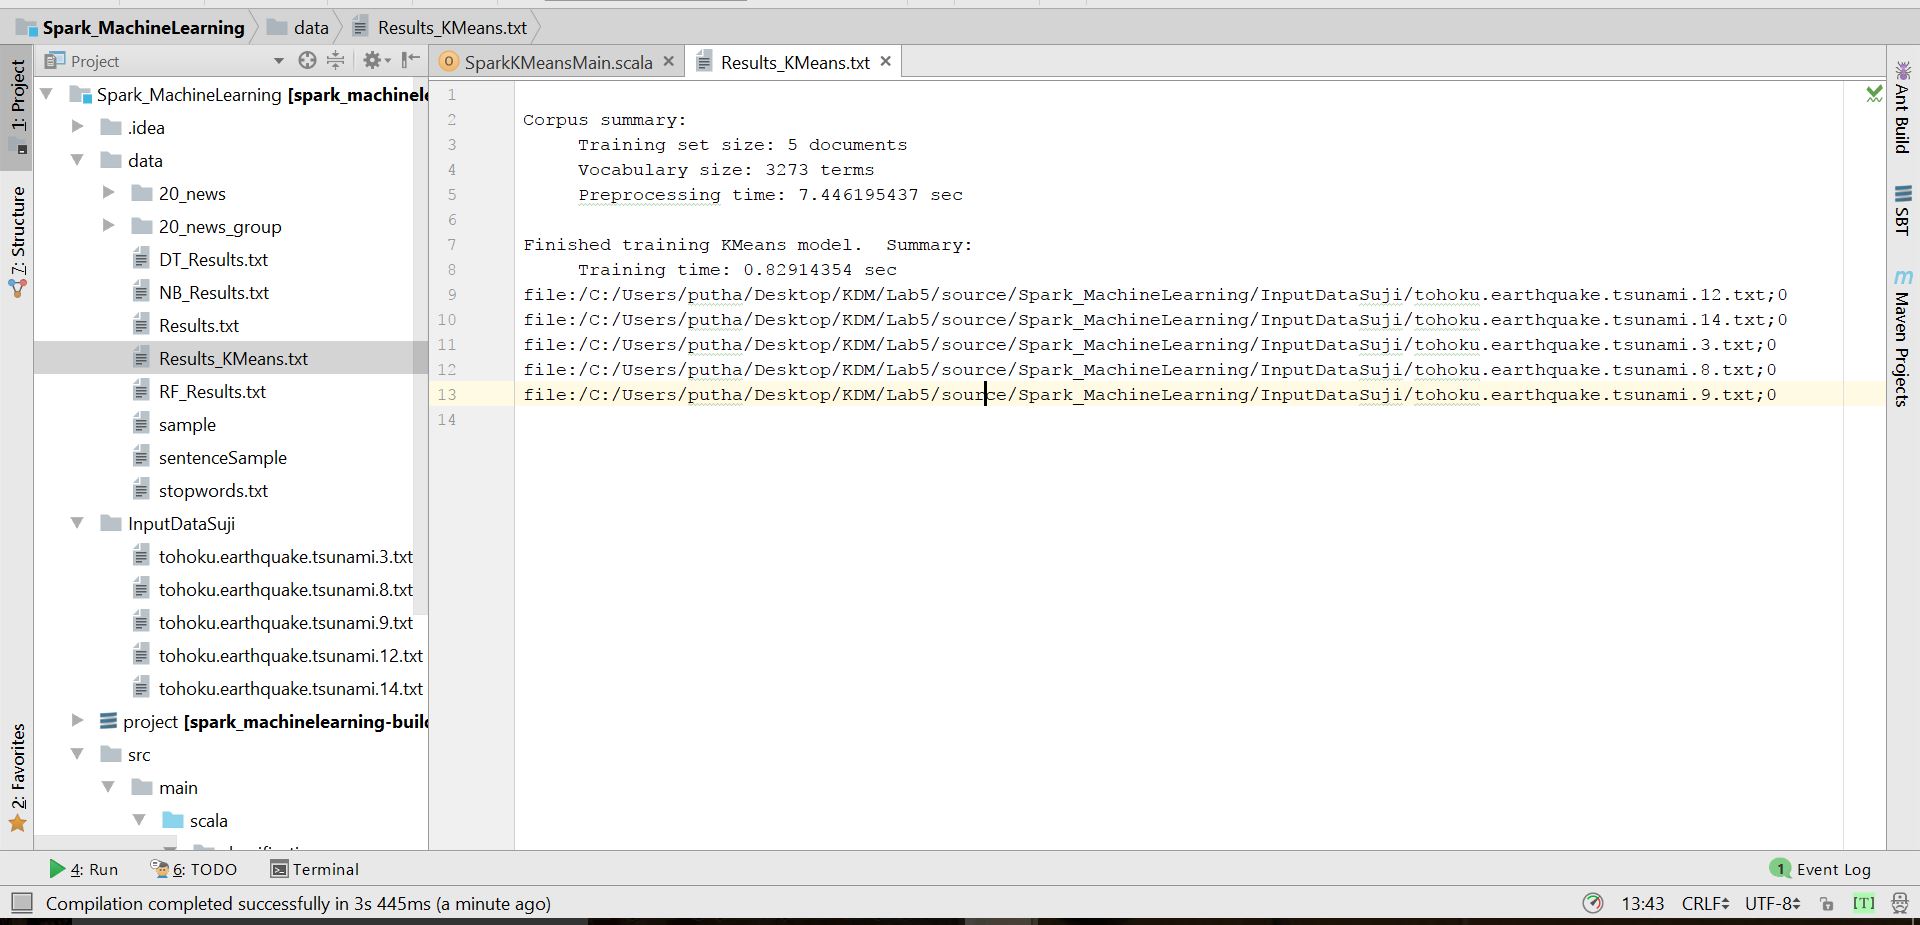 Spark_MachineLearning data Results_KMeans.txt
Project
SparkKMeansMain.scala
Results_KMeans.txt
1: Project
7: Structure
2: Favorites
Spark_MachineLearning [spark_machinele
.idea
data
20_news
20_news_group
DT_Results.txt
NB_Results.txt
Results.txt
Results_KMeans.txt
RF_Results.txt
sample
sentenceSample
stopwords.txt
InputDataSuji
tohoku.earthquake.tsunami.3.txt
tohoku.earthquake.tsunami.8.txt
tohoku.earthquake.tsunami.9.txt
tohoku.earthquake.tsunami.12.txt
tohoku.earthquake.tsunami.14.txt
project [spark_machinelearning-build
src
main
scala
1
2 Corpus summary:
3 Training set size: 5 documents
4 Vocabulary size: 3273 terms
5 Preprocessing time: 7.446195437 sec
6
7 Finished training KMeans model.  Summary:
8 Training time: 0.82914354 sec
9 file:/C:/Users/putha/Desktop/KDM/Lab5/source/Spark_MachineLearning/InputDataSuji/tohoku.earthquake.tsunami.12.txt;0
10 file:/C:/Users/putha/Desktop/KDM/Lab5/source/Spark_MachineLearning/InputDataSuji/tohoku.earthquake.tsunami.14.txt;0
11 file:/C:/Users/putha/Desktop/KDM/Lab5/source/Spark_MachineLearning/InputDataSuji/tohoku.earthquake.tsunami.3.txt;0
12 file:/C:/Users/putha/Desktop/KDM/Lab5/source/Spark_MachineLearning/InputDataSuji/tohoku.earthquake.tsunami.8.txt;0
13 file:/C:/Users/putha/Desktop/KDM/Lab5/source/Spark_MachineLearning/InputDataSuji/tohoku.earthquake.tsunami.9.txt;0
14
Ant Build
SBT
m Maven Projects
4: Run 6: TODO Terminal
1 Event Log
Compilation completed successfully in 3s 445ms (a minute ago)
13:43 CRLF UTF-8 [T]